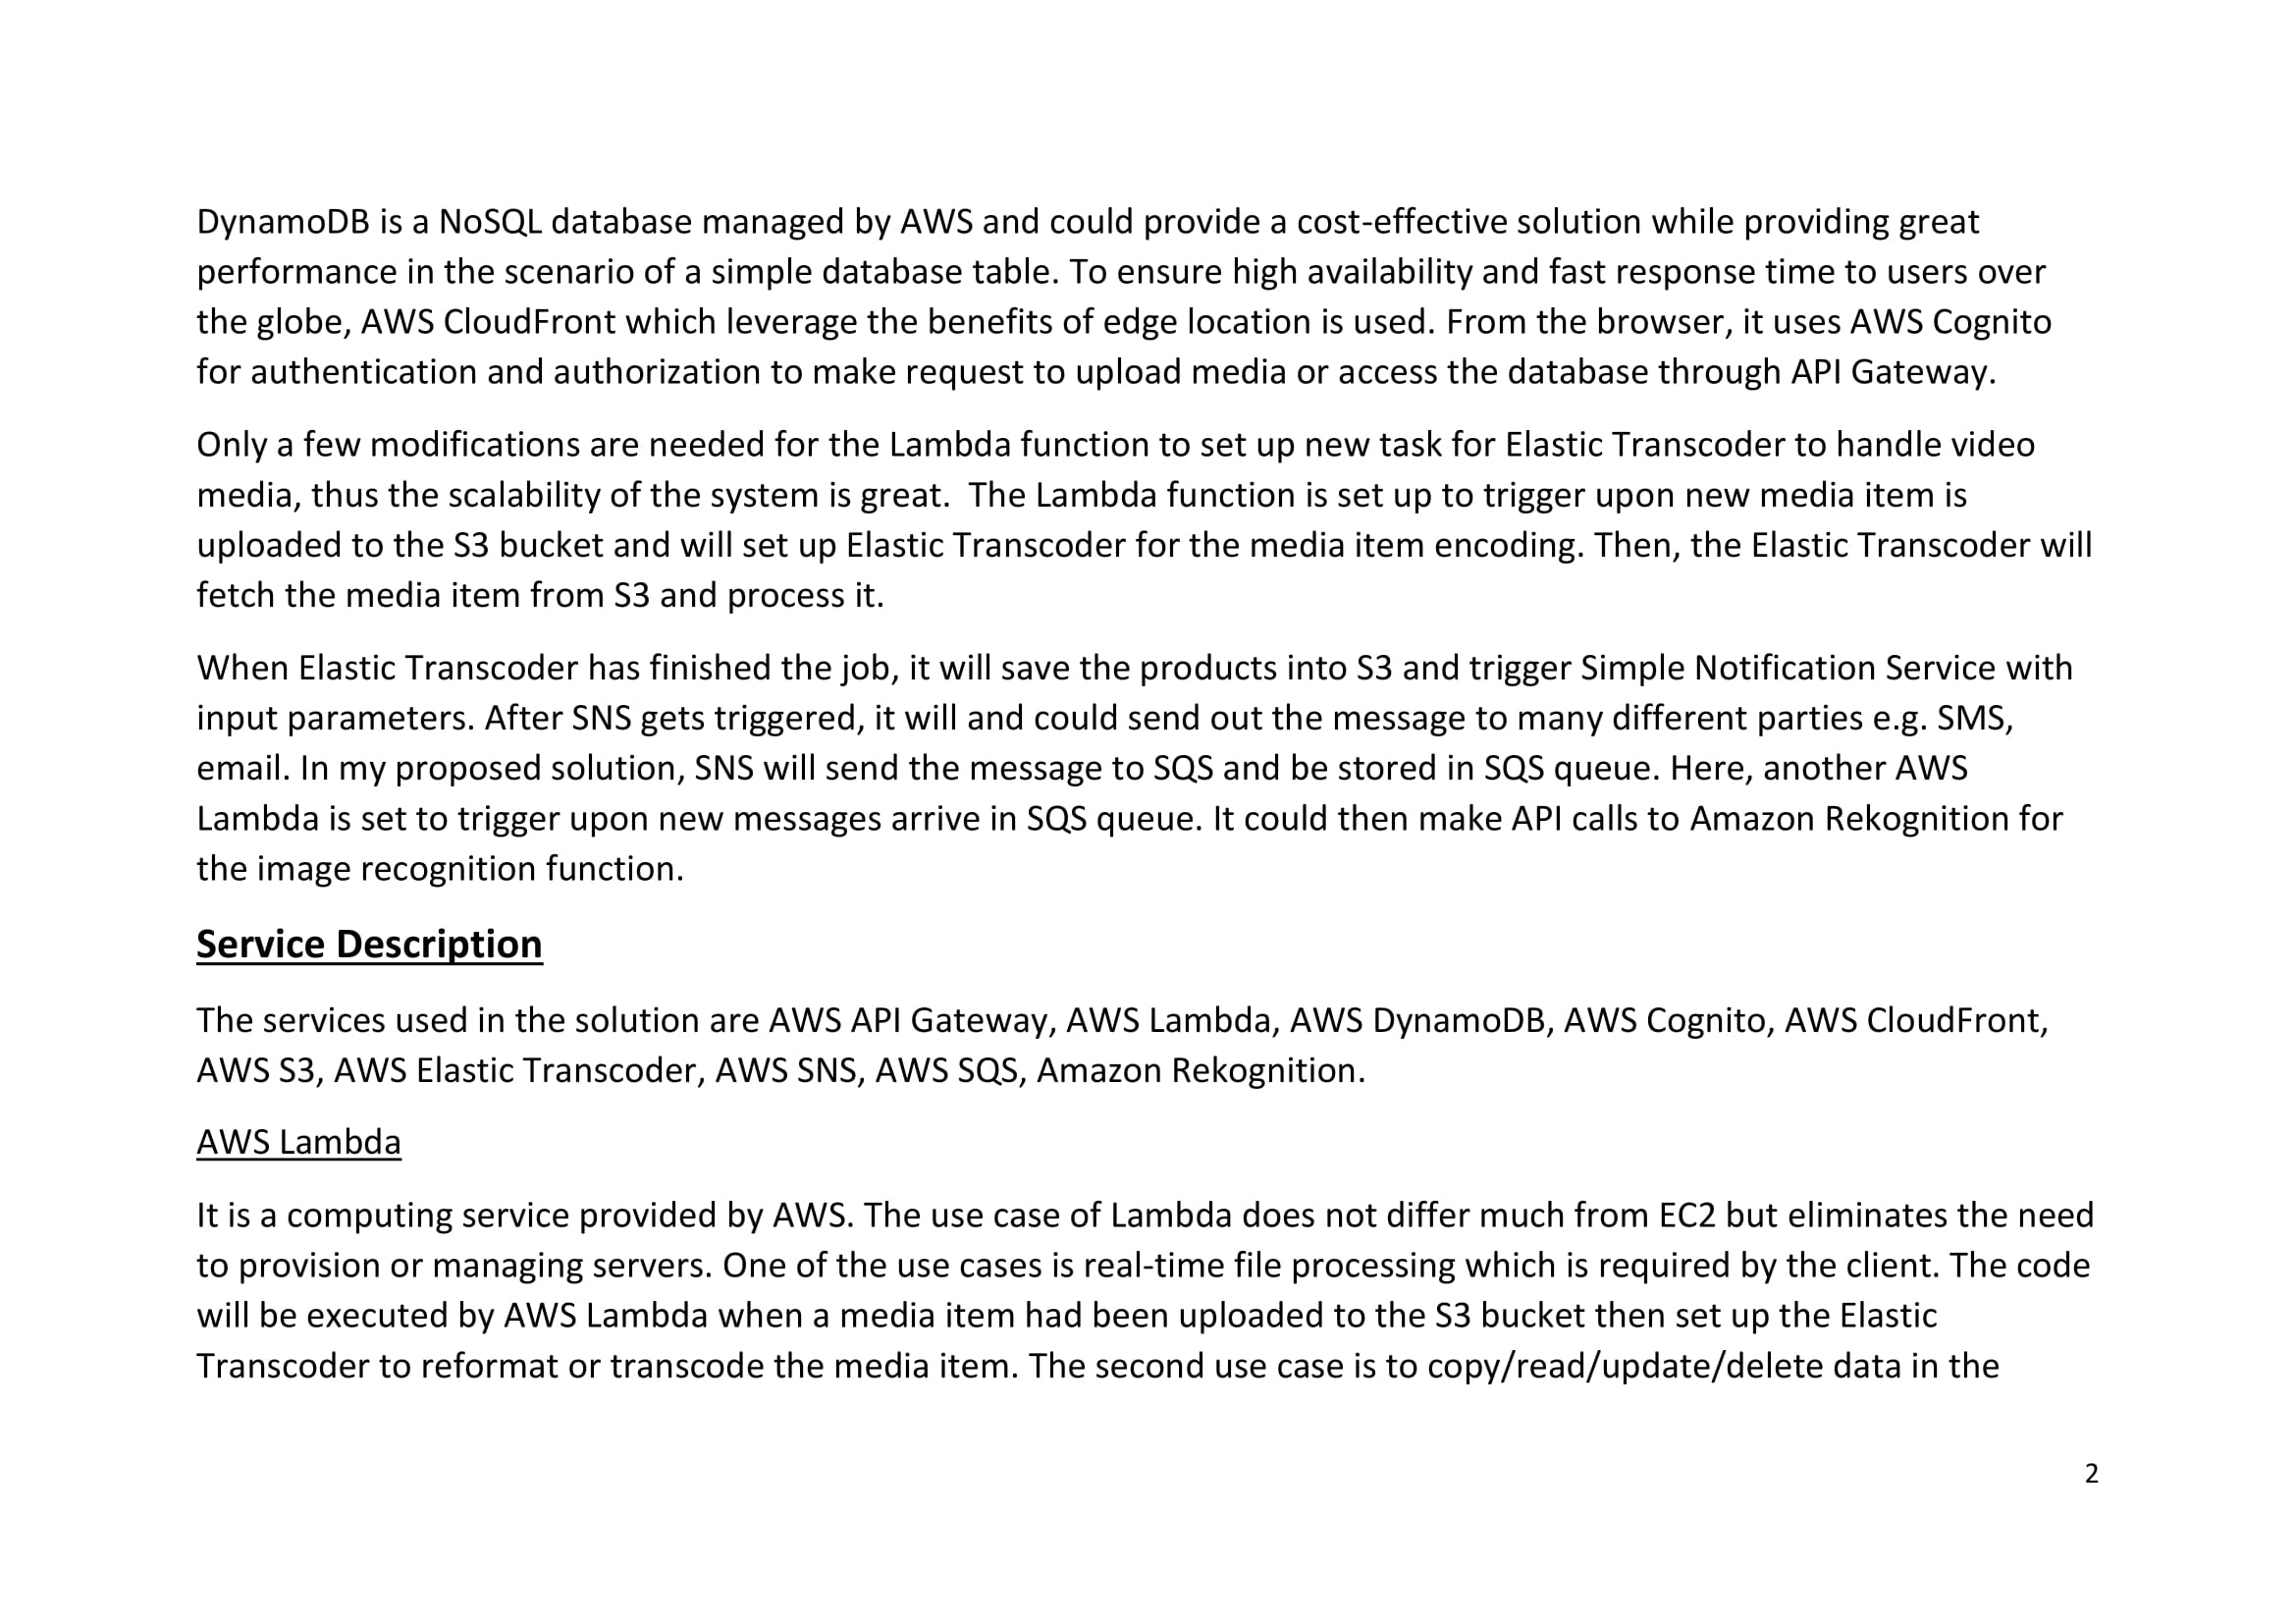 DynamoDB is a NoSQL database managed by AWS and could provide a cost-effective solution while providing great
performance in the scenario of a simple database table. To ensure high availability and fast response time to users over
the globe, AWS CloudFront which leverage the benefits of edge location is used. From the browser, it uses AWS Cognito
for authentication and authorization to make request to upload media or access the database through API Gateway.
Only a few modifications are needed for the Lambda function to set up new task for Elastic Transcoder to handle video
media, thus the scalability of the system is great.  The Lambda function is set up to trigger upon new media item is
uploaded to the S3 bucket and will set up Elastic Transcoder for the media item encoding. Then, the Elastic Transcoder will
fetch the media item from S3 and process it.
When Elastic Transcoder has finished the job, it will save the products into S3 and trigger Simple Notification Service with
input parameters. After SNS gets triggered, it will and could send out the message to many different parties e.g. SMS,
email. In my proposed solution, SNS will send the message to SQS and be stored in SQS queue. Here, another AWS
Lambda is set to trigger upon new messages arrive in SQS queue. It could then make API calls to Amazon Rekognition for
the image recognition function.
Service Description
The services used in the solution are AWS API Gateway, AWS Lambda, AWS DynamoDB, AWS Cognito, AWS CloudFront,
AWS S3, AWS Elastic Transcoder, AWS SNS, AWS SQS, Amazon Rekognition.
AWS Lambda
It is a computing service provided by AWS. The use case of Lambda does not differ much from EC2 but eliminates the need
to provision or managing servers. One of the use cases is real-time file processing which is required by the client. The code
will be executed by AWS Lambda when a media item had been uploaded to the S3 bucket then set up the Elastic
Transcoder to reformat or transcode the media item. The second use case is to copy/read/update/delete data in the
2